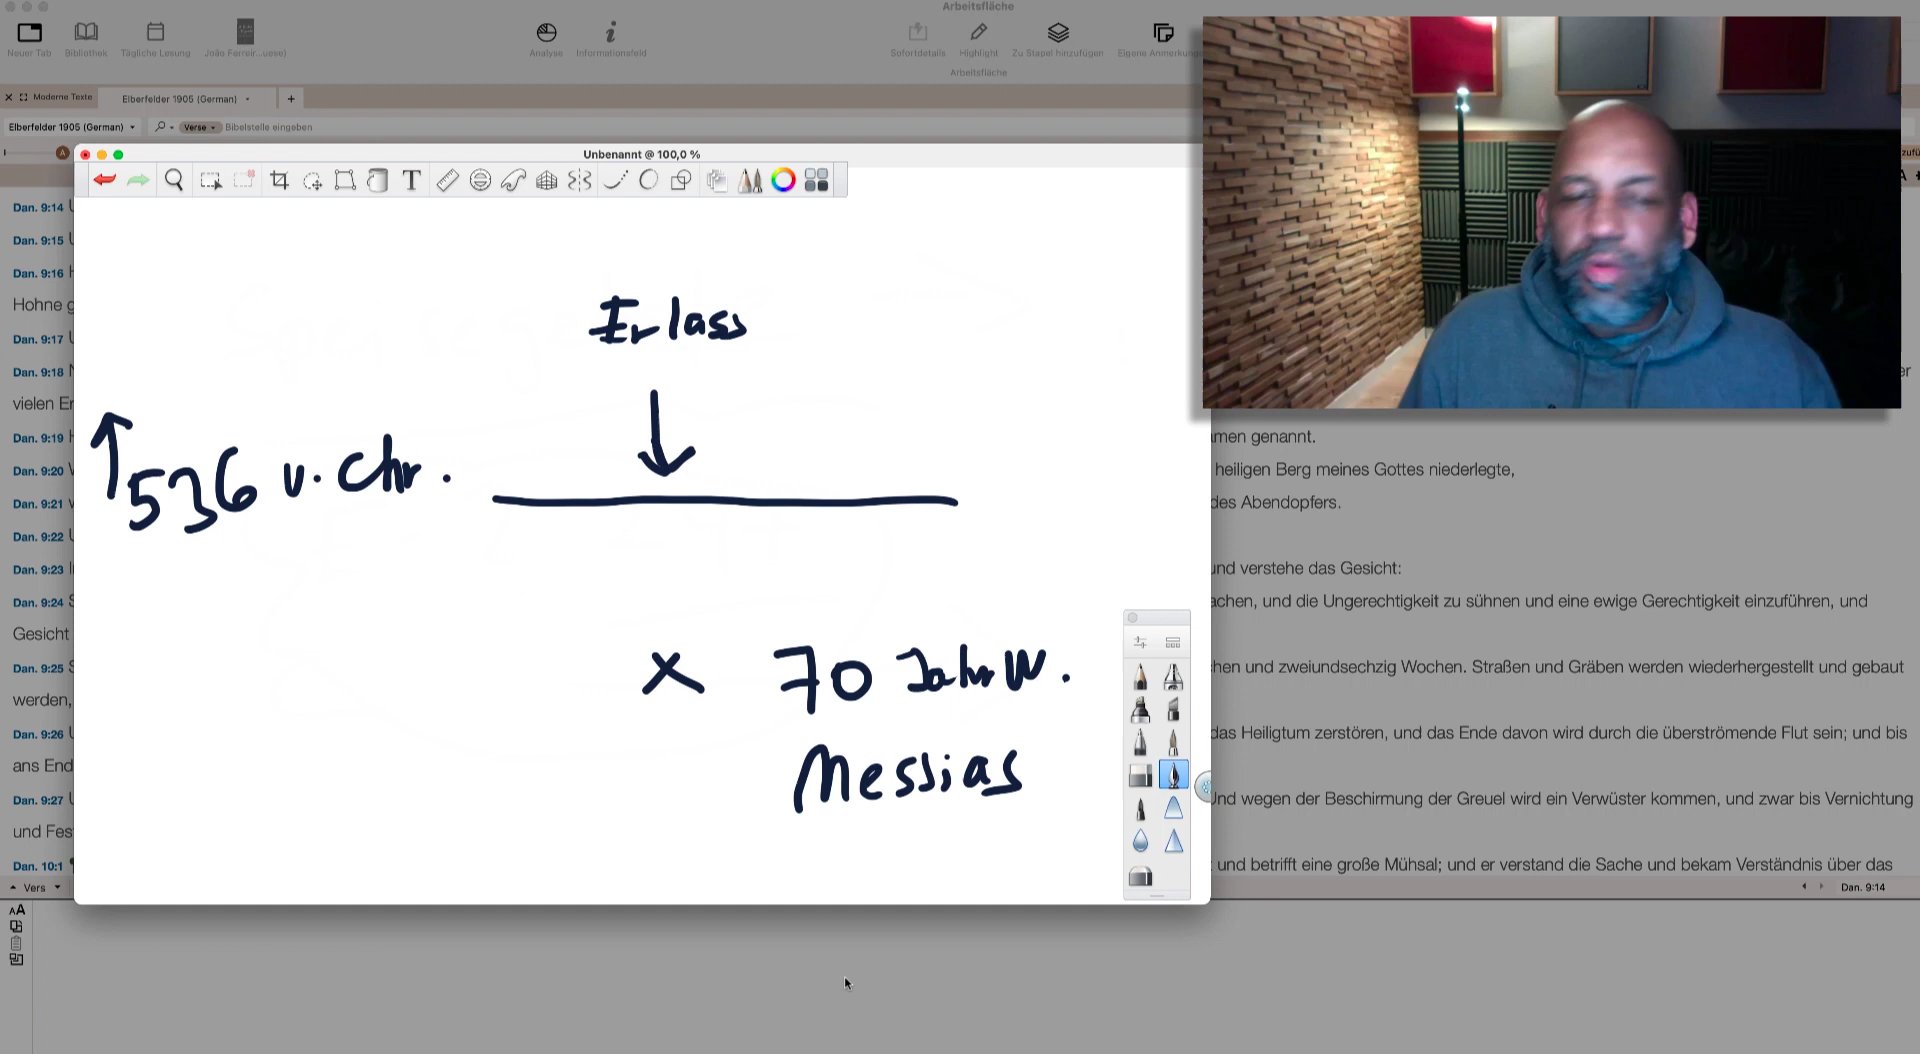 Arbeitsfläche
Neuer Tab
Bibliothek
Tägliche Lesung
João Ferreir...uese)
Analyse
Informationsfeld
Sofortdetails
Highlight
Zu Stapel hinzufügen
Eigene Anmerkung
Arbeitsfläche
Moderne Texte
Elberfelder 1905 (German)
Elberfelder 1905 (German)
Verse
Bibelstelle eingeben
Unbenannt @ 100,0 %
Erlass
536 v. Chr.
X 70 JahrW.
Messias
Dan. 9:14
Dan. 9:15
Dan. 9:16
Hohne g
Dan. 9:17
Dan. 9:18
vielen Er
Dan. 9:19
men genannt.
Dan. 9:20
heiligen Berg meines Gottes niederlegte,
Dan. 9:21
des Abendopfers.
Dan. 9:22
Dan. 9:23
und verstehe das Gesicht:
Dan. 9:24
achen, und die Ungerechtigkeit zu sühnen und eine ewige Gerechtigkeit einzuführen, und
Gesicht
Dan. 9:25
hen und zweiundsechzig Wochen. Straßen und Gräben werden wiederhergestellt und gebaut
werden,
Dan. 9:26
das Heiligtum zerstören, und das Ende davon wird durch die überströmende Flut sein; und bis
ans End
Dan. 9:27
Und wegen der Beschirmung der Greuel wird ein Verwüster kommen, und zwar bis Vernichtung
und Fes
Dan. 10:1
und betrifft eine große Mühsal; und er verstand die Sache und bekam Verständnis über das
Vers
Dan. 9:14